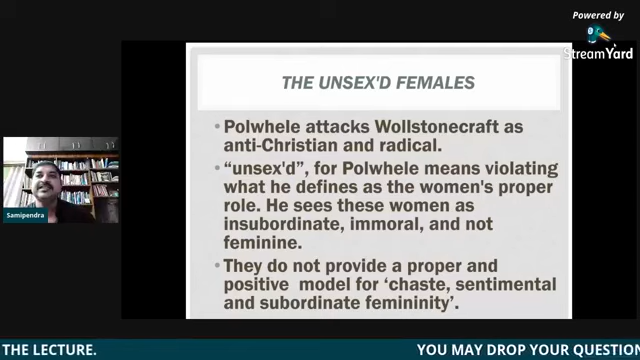 Powered by
StreamYard
THE UNSEX'D FEMALES
• Polwhele attacks Wollstonecraft as
anti-Christian and radical.
• “unsex'd”, for Polwhele means violating
what he defines as the women's proper
role. He sees these women as
insubordinate, immoral, and not
feminine.
• They do not provide a proper and
positive model for ‘chaste, sentimental
and subordinate femininity’.
Samipendra
THE LECTURE.
YOU MAY DROP YOUR QUESTION